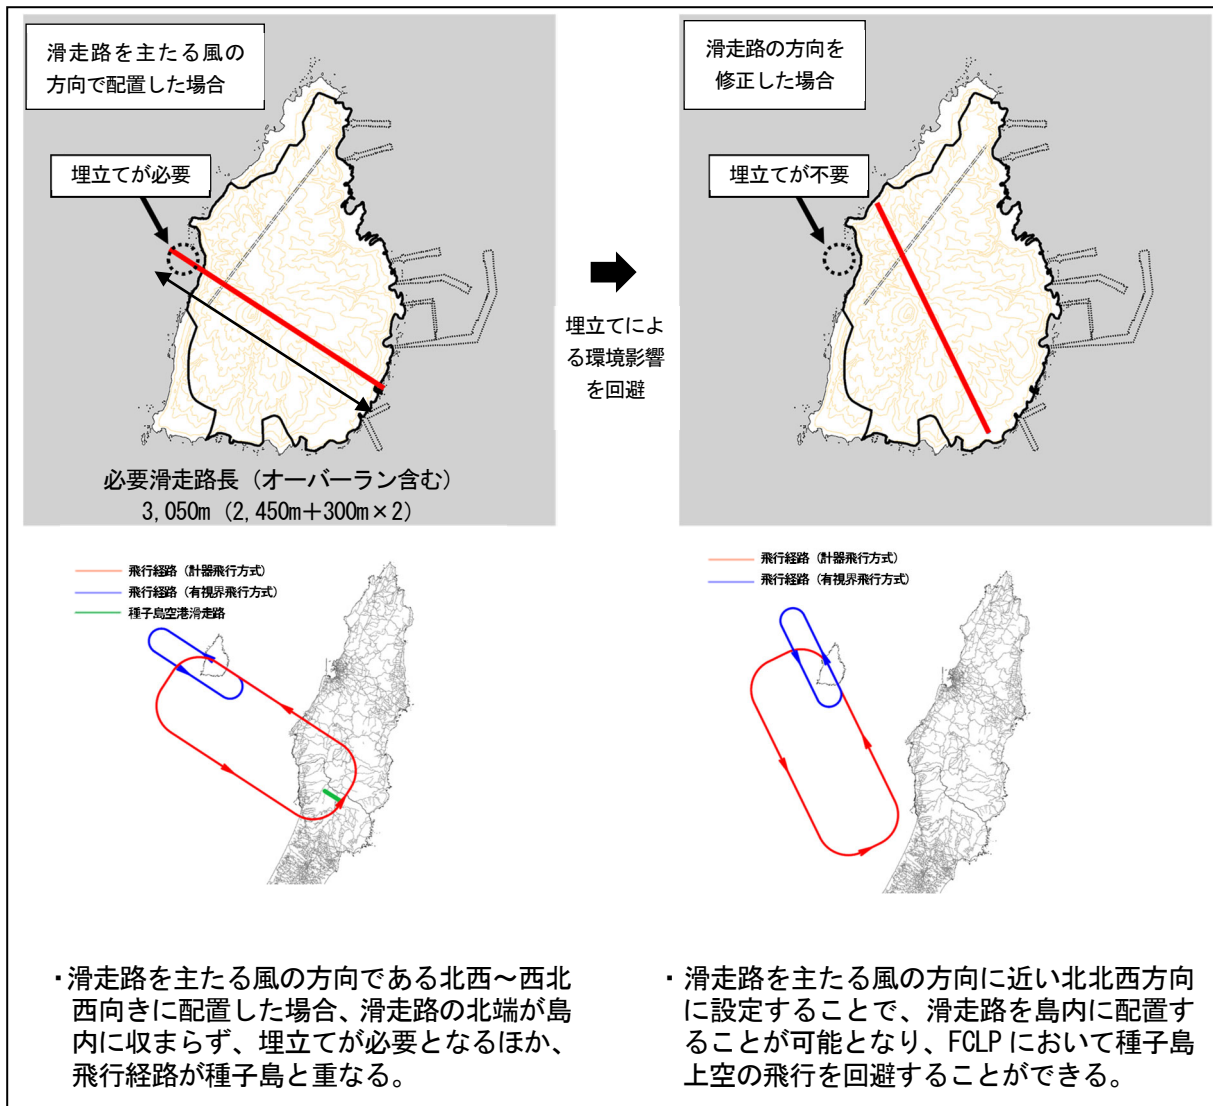 滑走路を主たる風の
方向で配置した場合
埋立てが必要
必要滑走路長（オーバーラン含む）
3,050m（2,450m＋300m×2）
埋立てによ
る環境影響
を回避
滑走路の方向を
修正した場合
埋立てが不要
飛行経路（計器飛行方式）
飛行経路（有視界飛行方式）
種子島空港滑走路
飛行経路（計器飛行方式）
飛行経路（有視界飛行方式）
・滑走路を主たる風の方向である北西～西北
西向きに配置した場合、滑走路の北端が島
内に収まらず、埋立てが必要となるほか、
飛行経路が種子島と重なる。
・滑走路を主たる風の方向に近い北北西方向
に設定することで、滑走路を島内に配置す
ることが可能となり、FCLPにおいて種子島
上空の飛行を回避することができる。